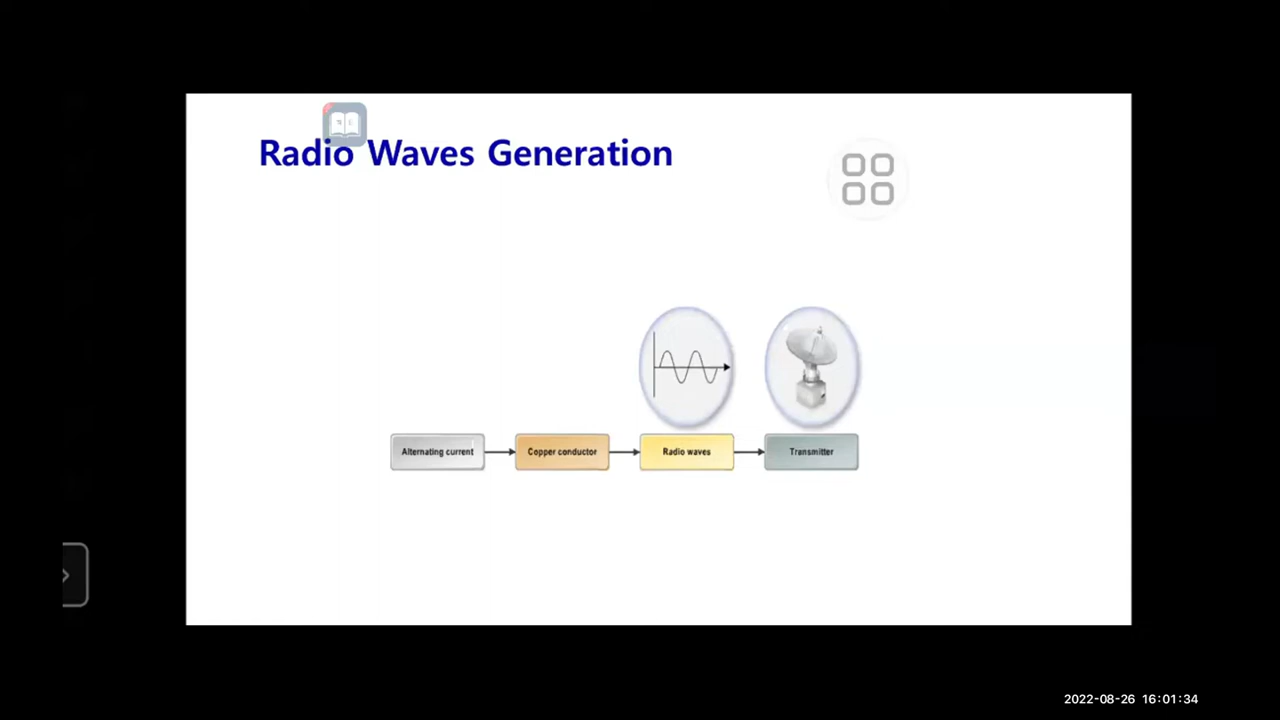 Radio Waves Generation
Alternating current
Copper conductor
Radio waves
Transmitter
2022-08-26 16:01:34